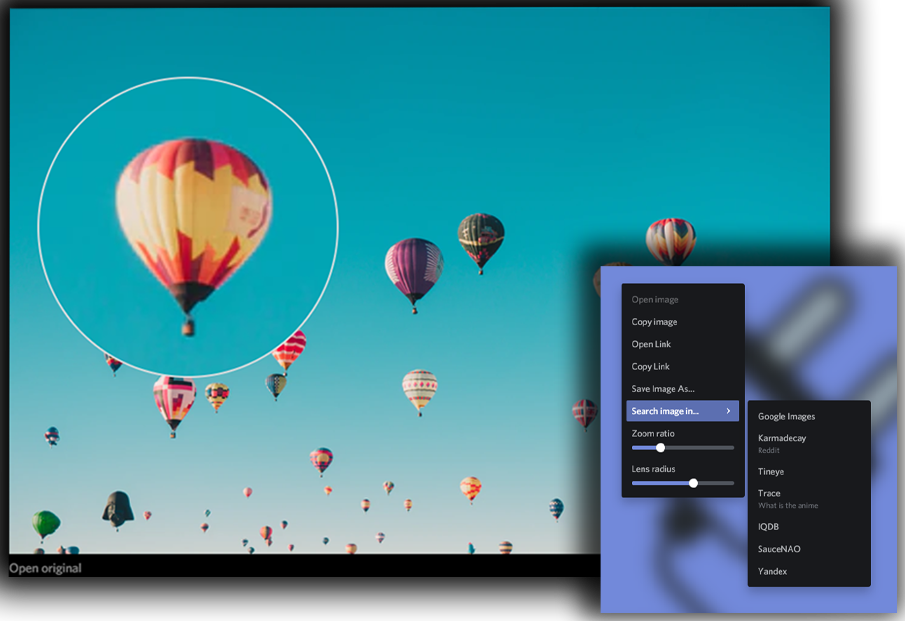 Open original
Open image
Copy image
Open Link
Copy Link
Save Image As...
Search image in...
Zoom ratio
Lens radius
Google Images
Karmadecay
Reddit
Tineye
Trace
What is the anime
IQDB
SauceNAO
Yandex